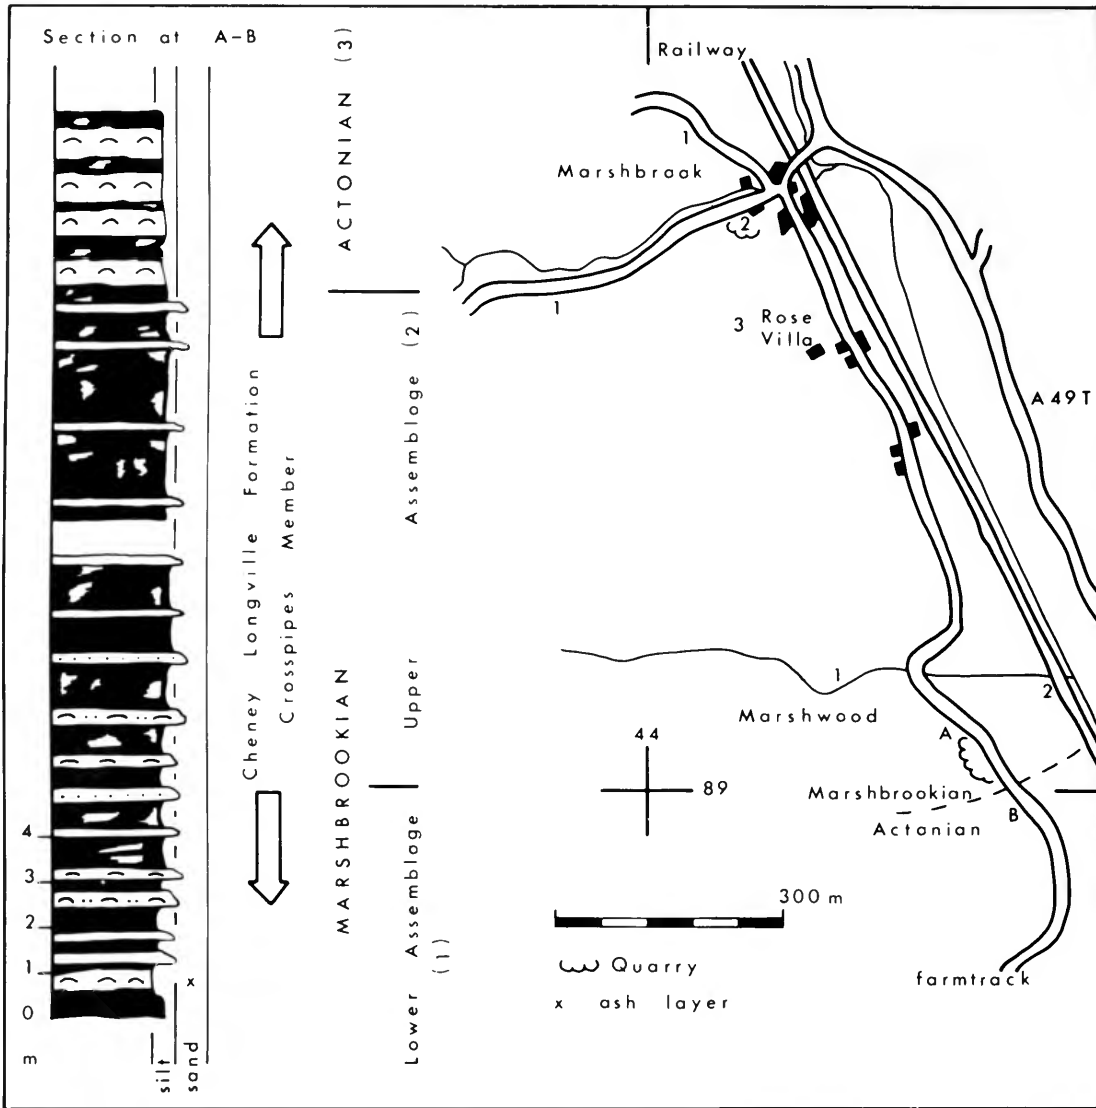 Section at A-B
4
3
2
1
0
m
silt
sand
x
Cheney Longville Formation
Crosspipes Member
ACTONIAN (3)
MARSHBROOKIAN
Upper Assemblage (2)
Lower Assemblage
(1)
Railway
1
Marshbrook
2
1
3 Rose
Villa
A49T
1
2
Marshwood
A
44
89
Marshbrookian
B
Actonian
300 m
Quarry
x ash layer
farmtrack